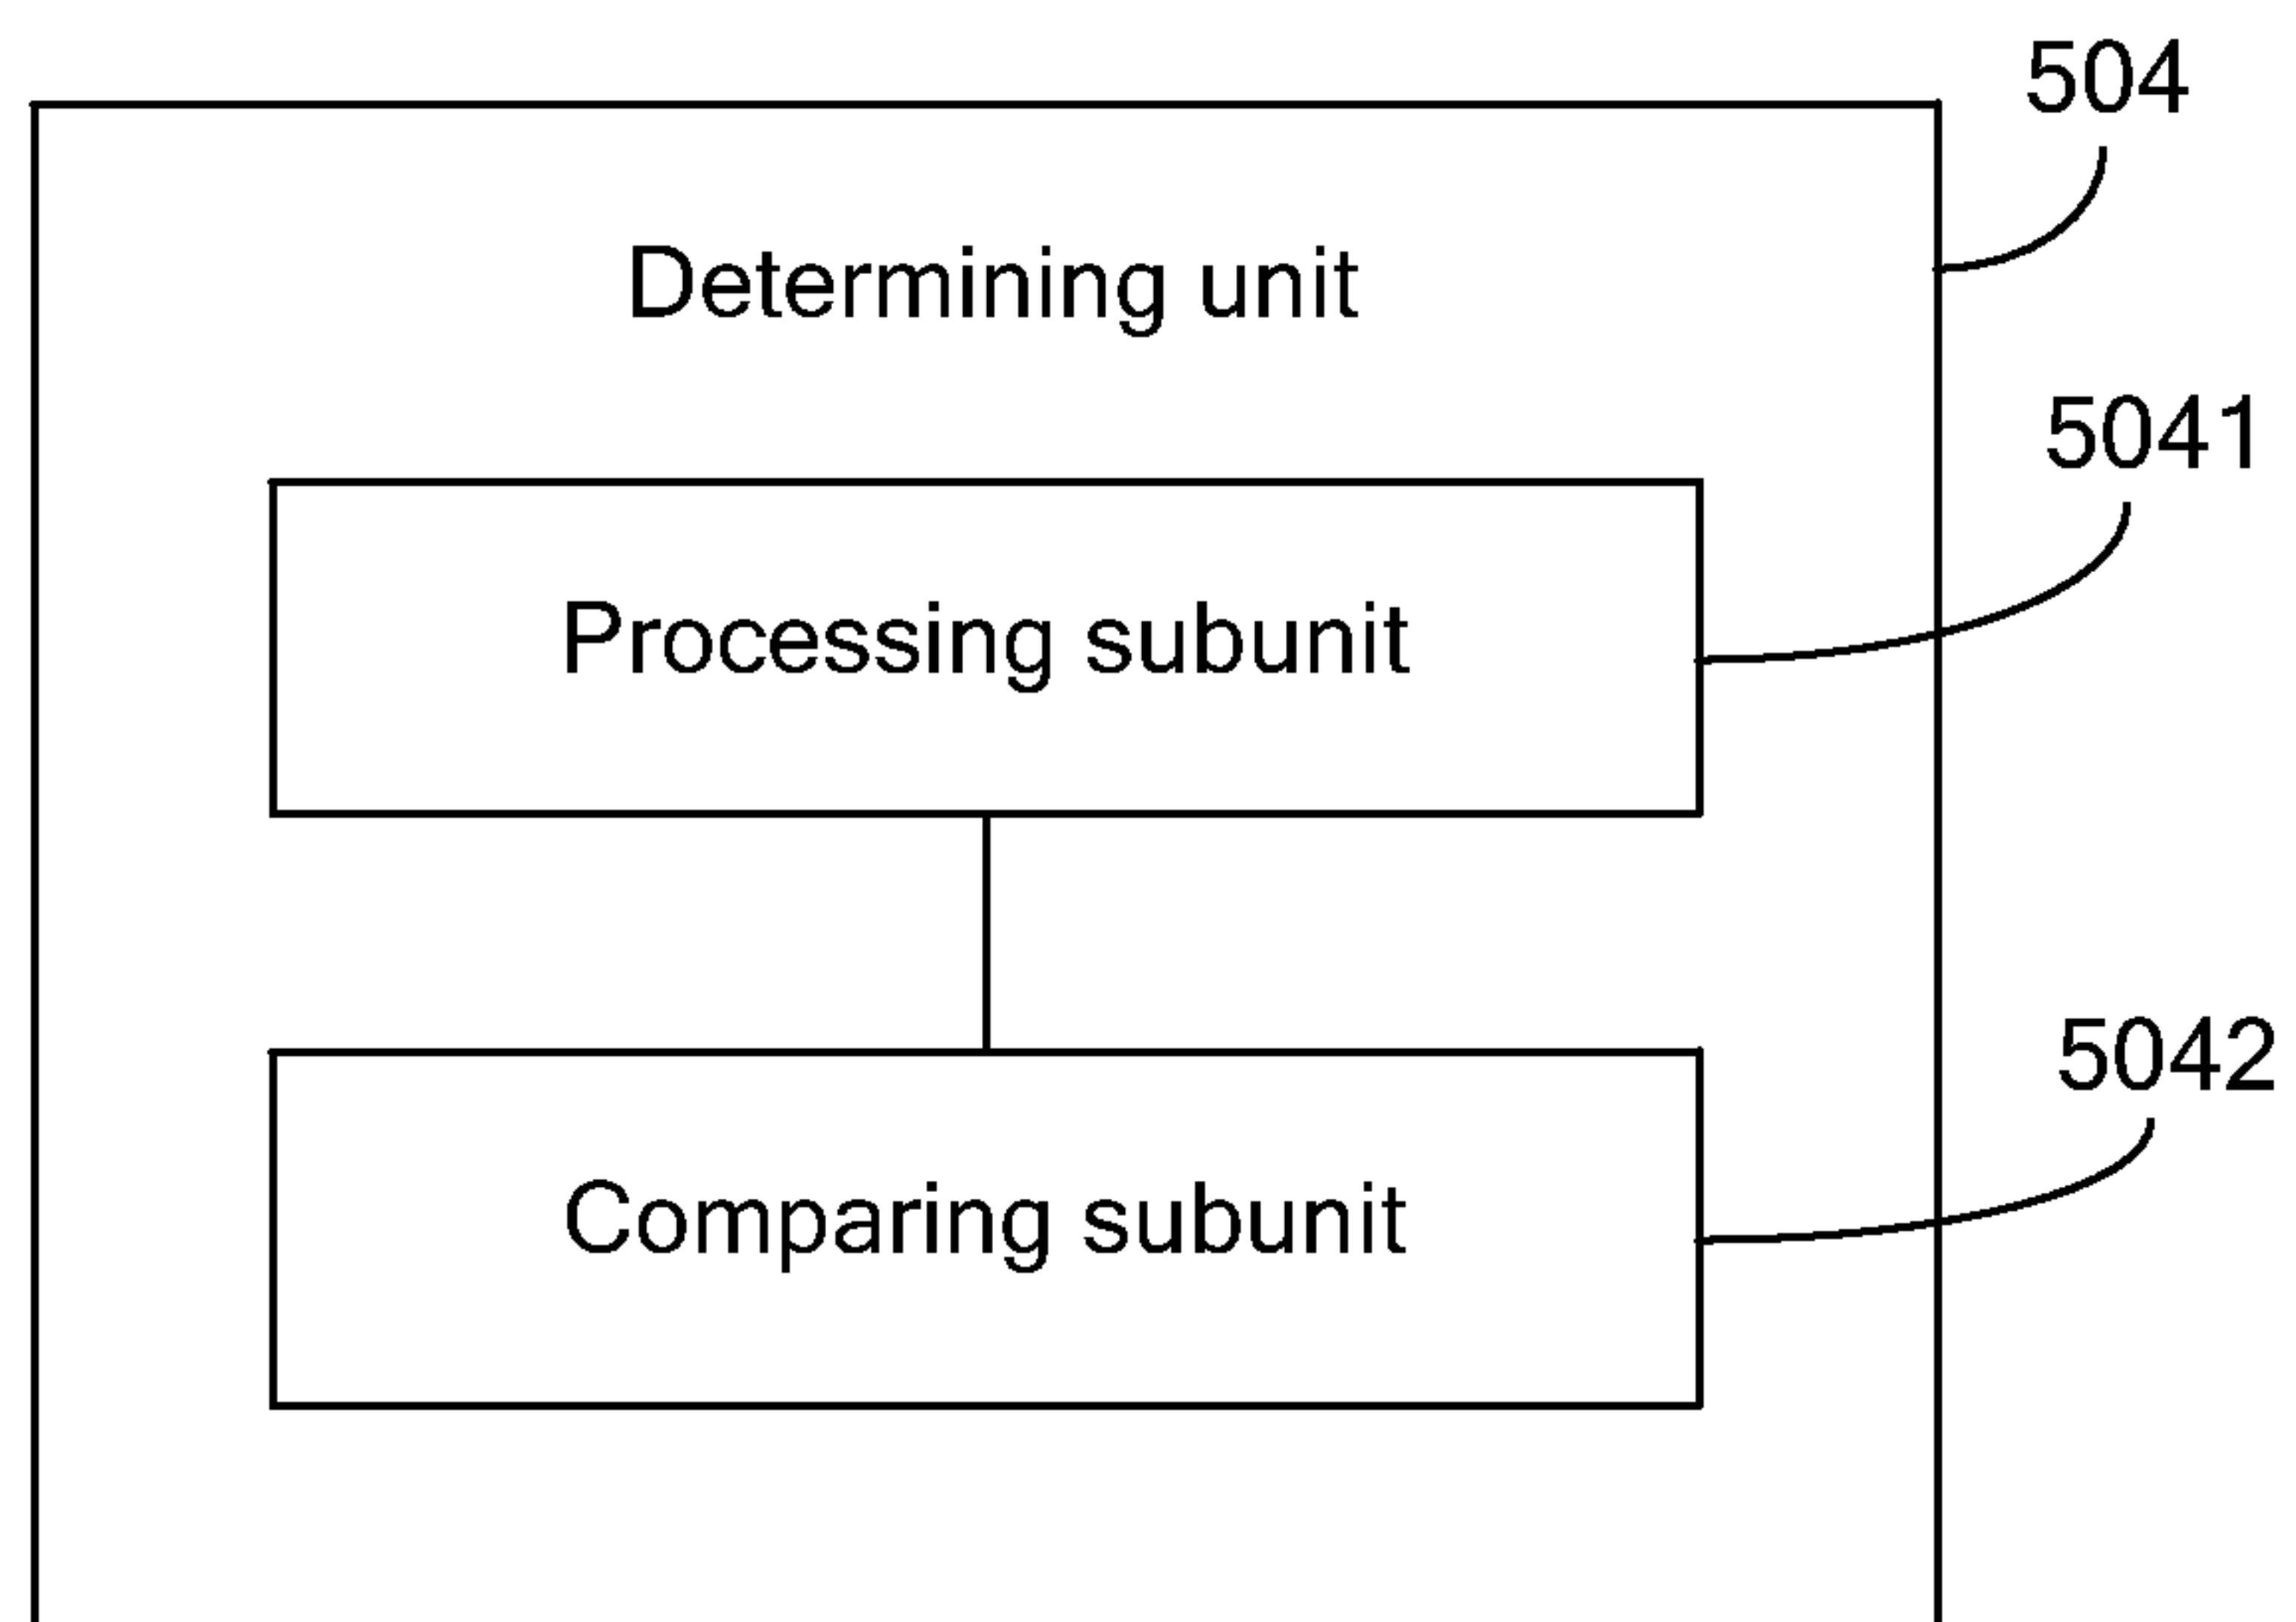 504
Determining unit
5041
Processing subunit
5042
Comparing subunit